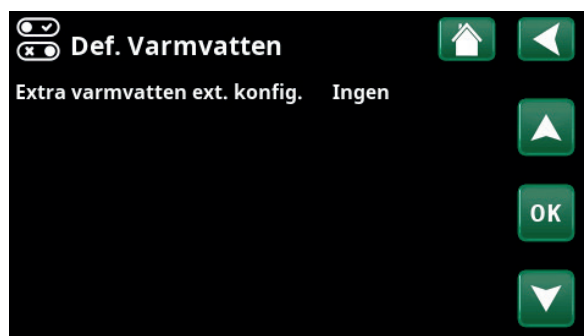 Def. Varmvatten
Extra varmvatten ext. konfig. Ingen
OK